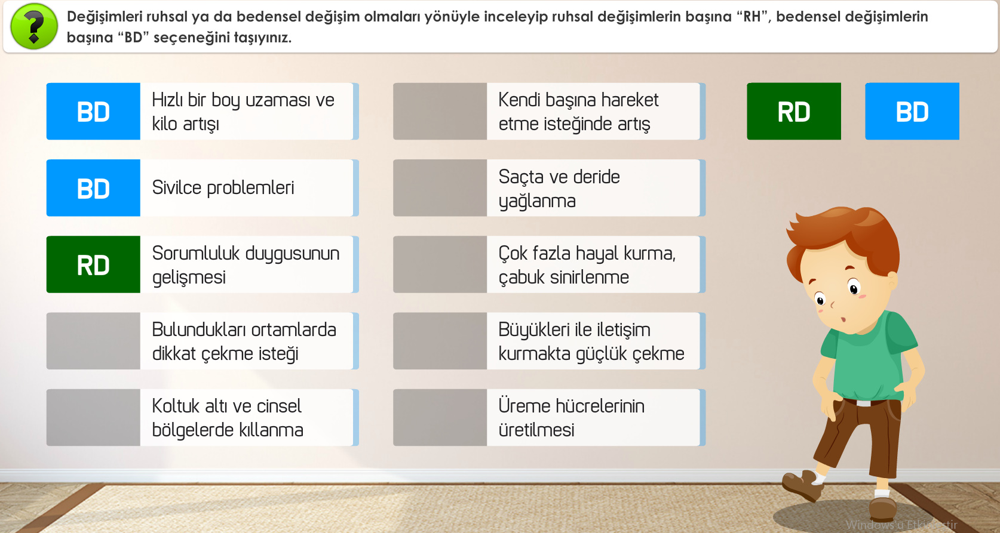 Değişimleri ruhsal ya da bedensel değişim olmaları yönüyle inceleyip ruhsal değişimlerin başına “RH”, bedensel değişimlerin
başına “BD” seçeneğini taşıyınız.
BD
Hızlı bir boy uzaması ve
kilo artışı
BD
Sivilce problemleri
RD
Sorumluluk duygusunun
gelişmesi
Bulundukları ortamlarda
dikkat çekme isteği
Koltuk altı ve cinsel
bölgelerde kıllanma
Kendi başına hareket
etme isteğinde artış
Saçta ve deride
yağlanma
Çok fazla hayal kurma,
çabuk sinirlenme
Büyükleri ile iletişim
kurmakta güçlük çekme
Üreme hücrelerinin
üretilmesi
RD
BD
Windows'u Etkinleştir